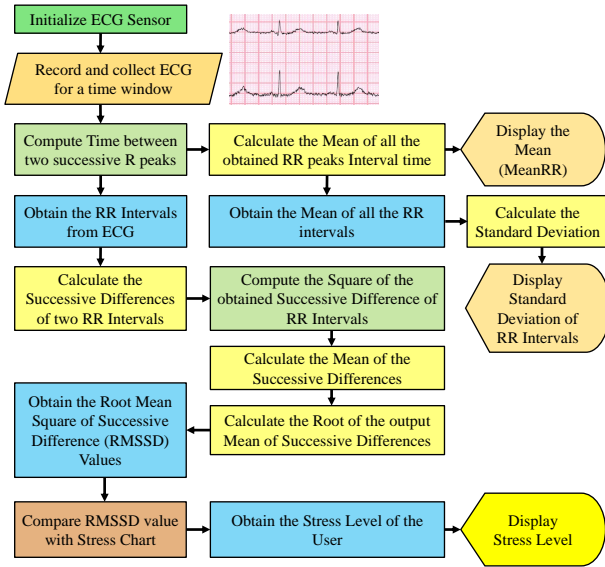 Initialize ECG Sensor
Record and collect ECG
for a time window
Compute Time between
two successive R peaks
Calculate the Mean of all the
obtained RR peaks Interval time
Display the
Mean
(MeanRR)
Obtain the RR Intervals
from ECG
Obtain the Mean of all the RR
intervals
Calculate the
Standard Deviation
Calculate the
Successive Differences
of two RR Intervals
Compute the Square of the
obtained Successive Difference of
RR Intervals
Display
Standard
Deviation of
RR Intervals
Calculate the Mean of the
Successive Differences
Obtain the Root Mean
Square of Successive
Difference (RMSSD)
Values
Calculate the Root of the output
Mean of Successive Differences
Compare RMSSD value
with Stress Chart
Obtain the Stress Level of the
User
Display
Stress Level